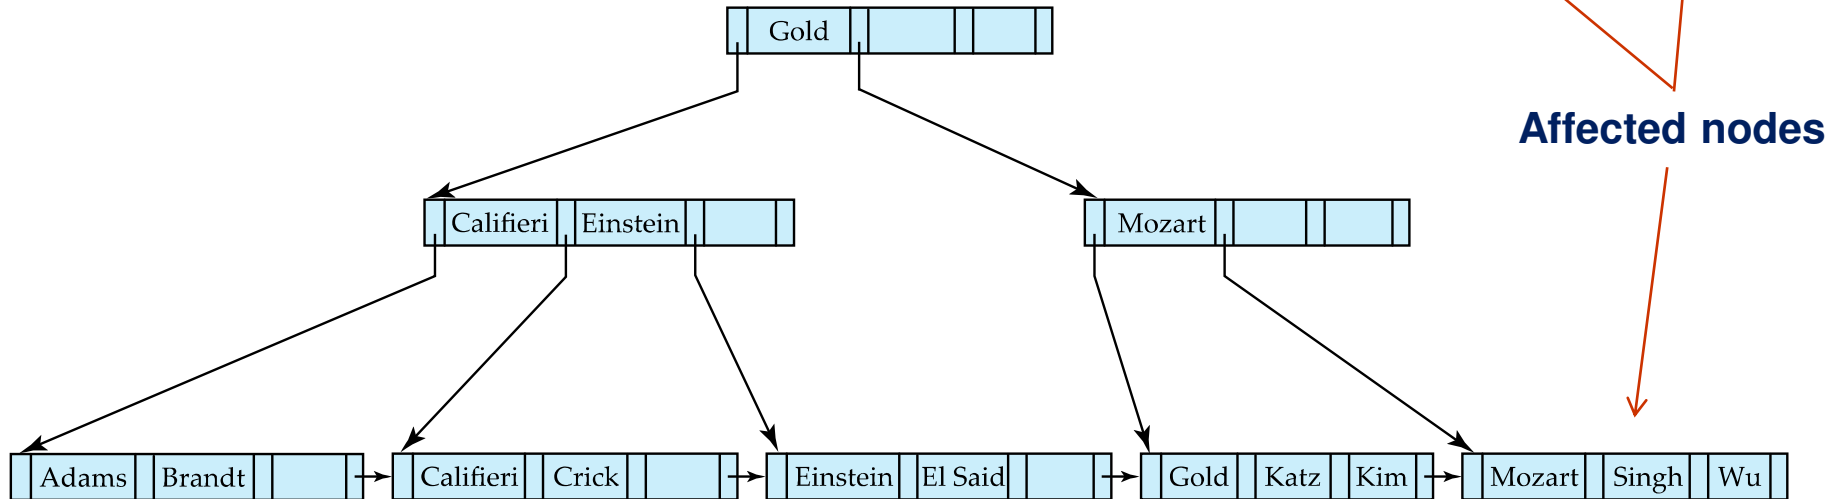 Gold
Affected nodes
Califieri Einstein
Mozart
Adams Brandt
Califieri Crick
Einstein El Said
Gold Katz Kim
Mozart Singh Wu